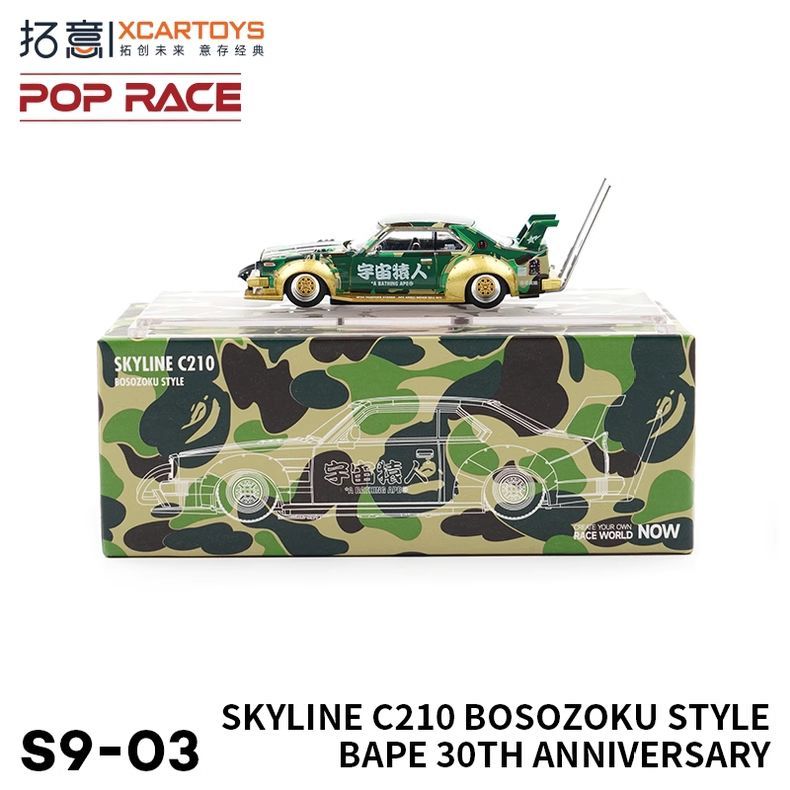 拓意 XCARTOYS
拓创未来 意存经典
POP RACE
宇宙猿人
"A BATHING APE®
SKYLINE C210
BOSOZOKU STYLE
宇宙猿人
"A BATHING APE®
CREATE YOUR OWN
RACE WORLD NOW
S9-03
SKYLINE C210 BOSOZOKU STYLE
BAPE 30TH ANNIVERSARY